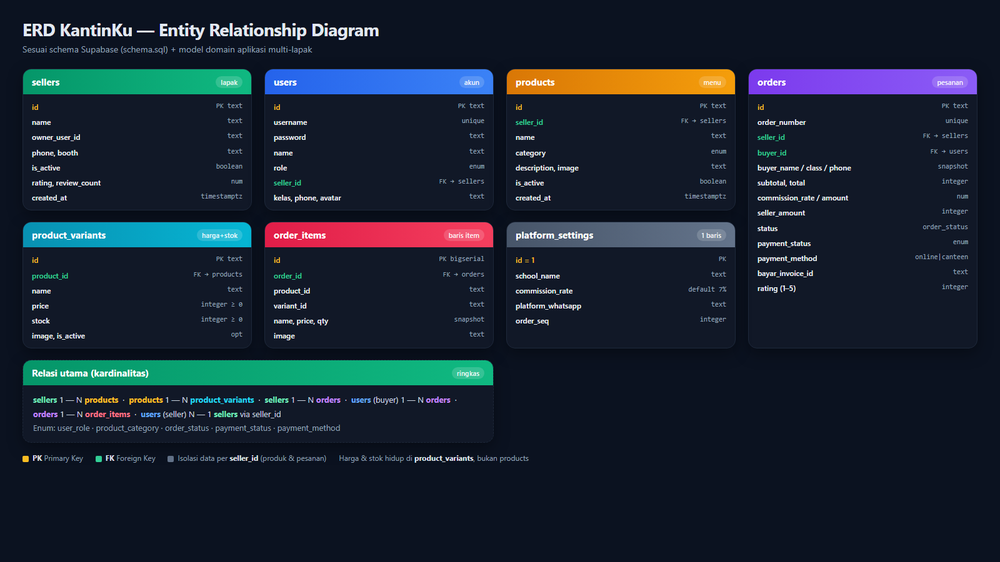 ERD KantinKu — Entity Relationship Diagram
Sesuai schema Supabase (schema.sql) + model domain aplikasi multi-lapak
sellers lapak
id PK text
name text
owner_user_id text
phone, booth text
is_active boolean
rating, review_count num
created_at timestamptz
users akun
id PK text
username unique
password text
name text
role enum
seller_id FK → sellers
kelas, phone, avatar text
products menu
id PK text
seller_id FK → sellers
name text
category enum
description, image text
is_active boolean
created_at timestamptz
orders pesanan
id PK text
order_number unique
seller_id FK → sellers
buyer_id FK → users
buyer_name / class / phone snapshot
subtotal, total integer
commission_rate / amount num
seller_amount integer
status order_status
payment_status enum
payment_method online|canteen
bayar_invoice_id text
rating (1–5) integer
product_variants harga+stok
id PK text
product_id FK → products
name text
price integer ≥ 0
stock integer ≥ 0
image, is_active opt
order_items baris item
id PK bigserial
order_id FK → orders
product_id text
variant_id text
name, price, qty snapshot
image text
platform_settings 1 baris
id = 1 PK
school_name text
commission_rate default 7%
platform_whatsapp text
order_seq integer
Relasi utama (kardinalitas) ringkas
sellers 1 — N products · products 1 — N product_variants · sellers 1 — N orders · users (buyer) 1 — N orders ·
orders 1 — N order_items · users (seller) N — 1 sellers via seller_id
Enum: user_role · product_category · order_status · payment_status · payment_method
PK Primary Key FK Foreign Key Isolasi data per seller_id (produk & pesanan) Harga & stok hidup di product_variants, bukan products